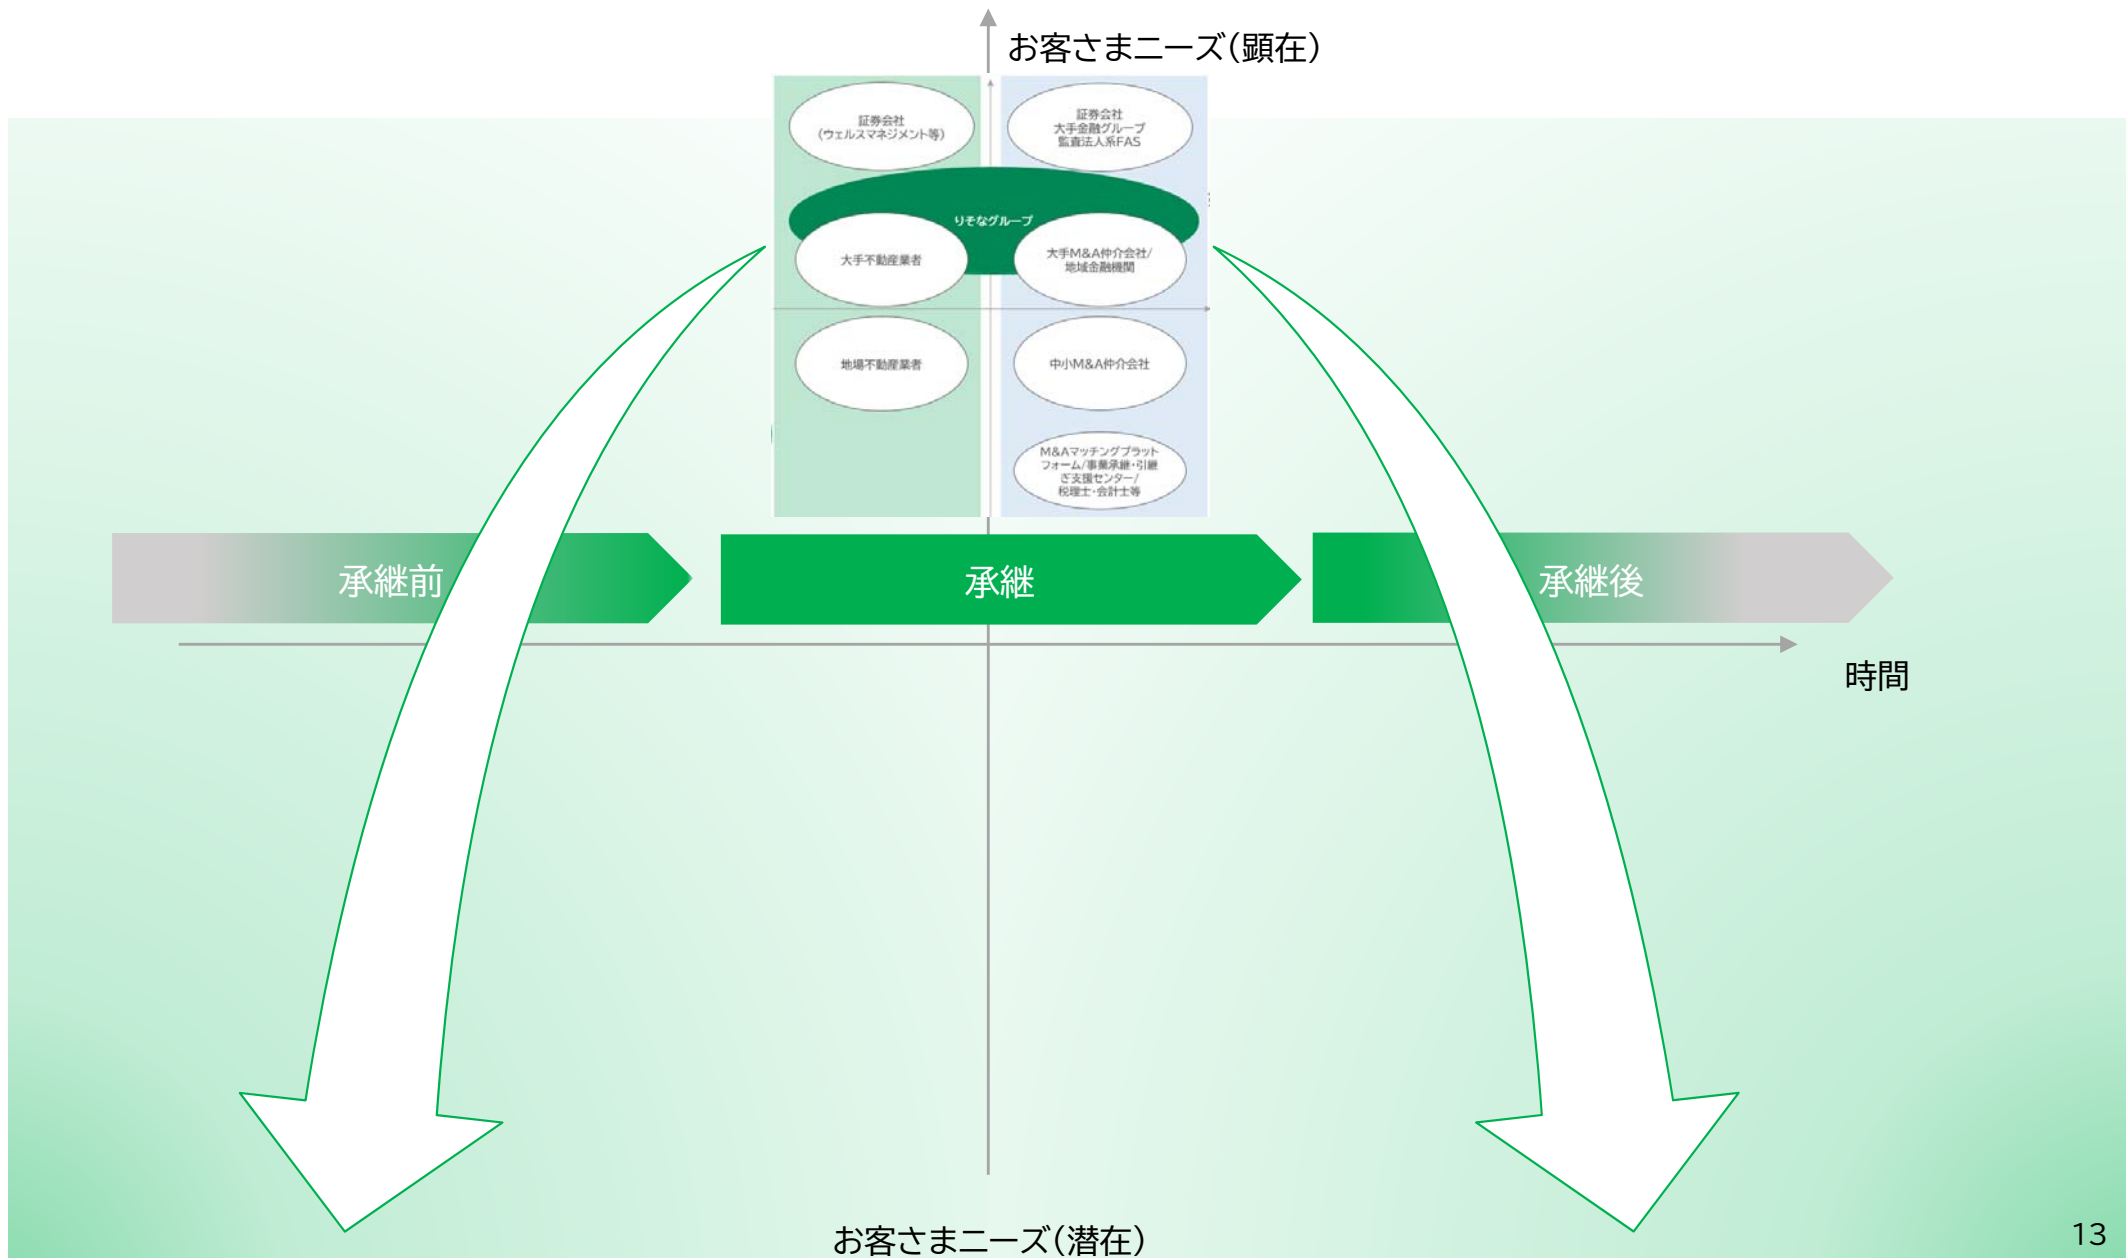 お客さまニーズ(顕在)
証券会社
(ウェルスマネジメント等)
証券会社
大手金融グループ
監査法人系FAS
りそなグループ
大手不動産業者
大手M&A仲介会社/
地域金融機関
地場不動産業者
中小M&A仲介会社
M&Aマッチングプラット
フォーム/事業承継・引継
ぎ支援センター/
税理士・会計士等
承継前
承継
承継後
時間
お客さまニーズ(潜在)
13